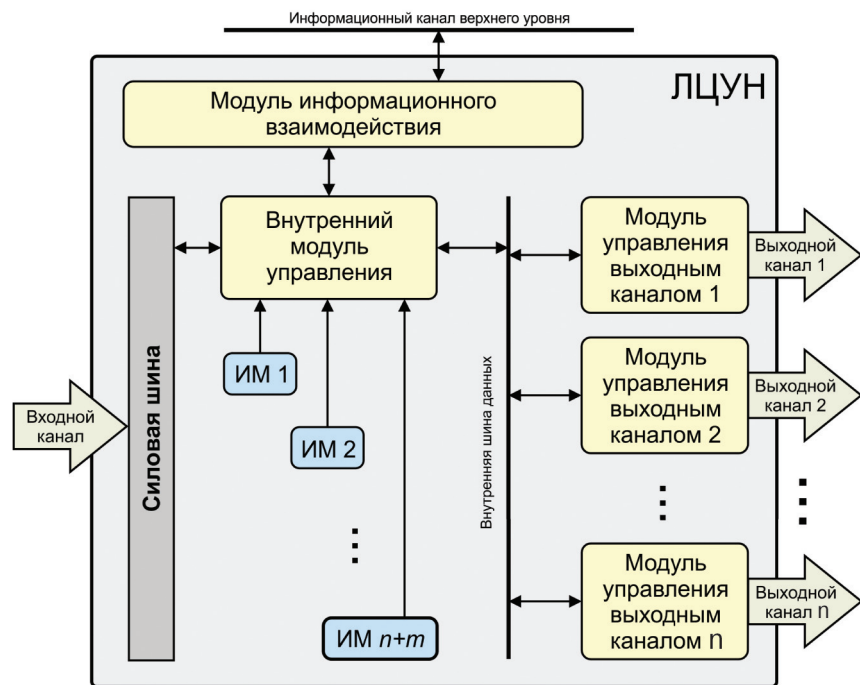 Информационный канал верхнего уровня
ЛЦУН
Модуль информационного
взаимодействия
Внутренний
модуль
управления
Модуль
управления
выходным
каналом 1
Выходной
канал 1
ИМ 1
Силовая шина
Входной
канал
ИМ 2
Внутренняя шина данных
Модуль
управления
выходным
каналом 2
Выходной
канал 2
ИМ n+m
Модуль
управления
выходным
каналом n
Выходной
канал n